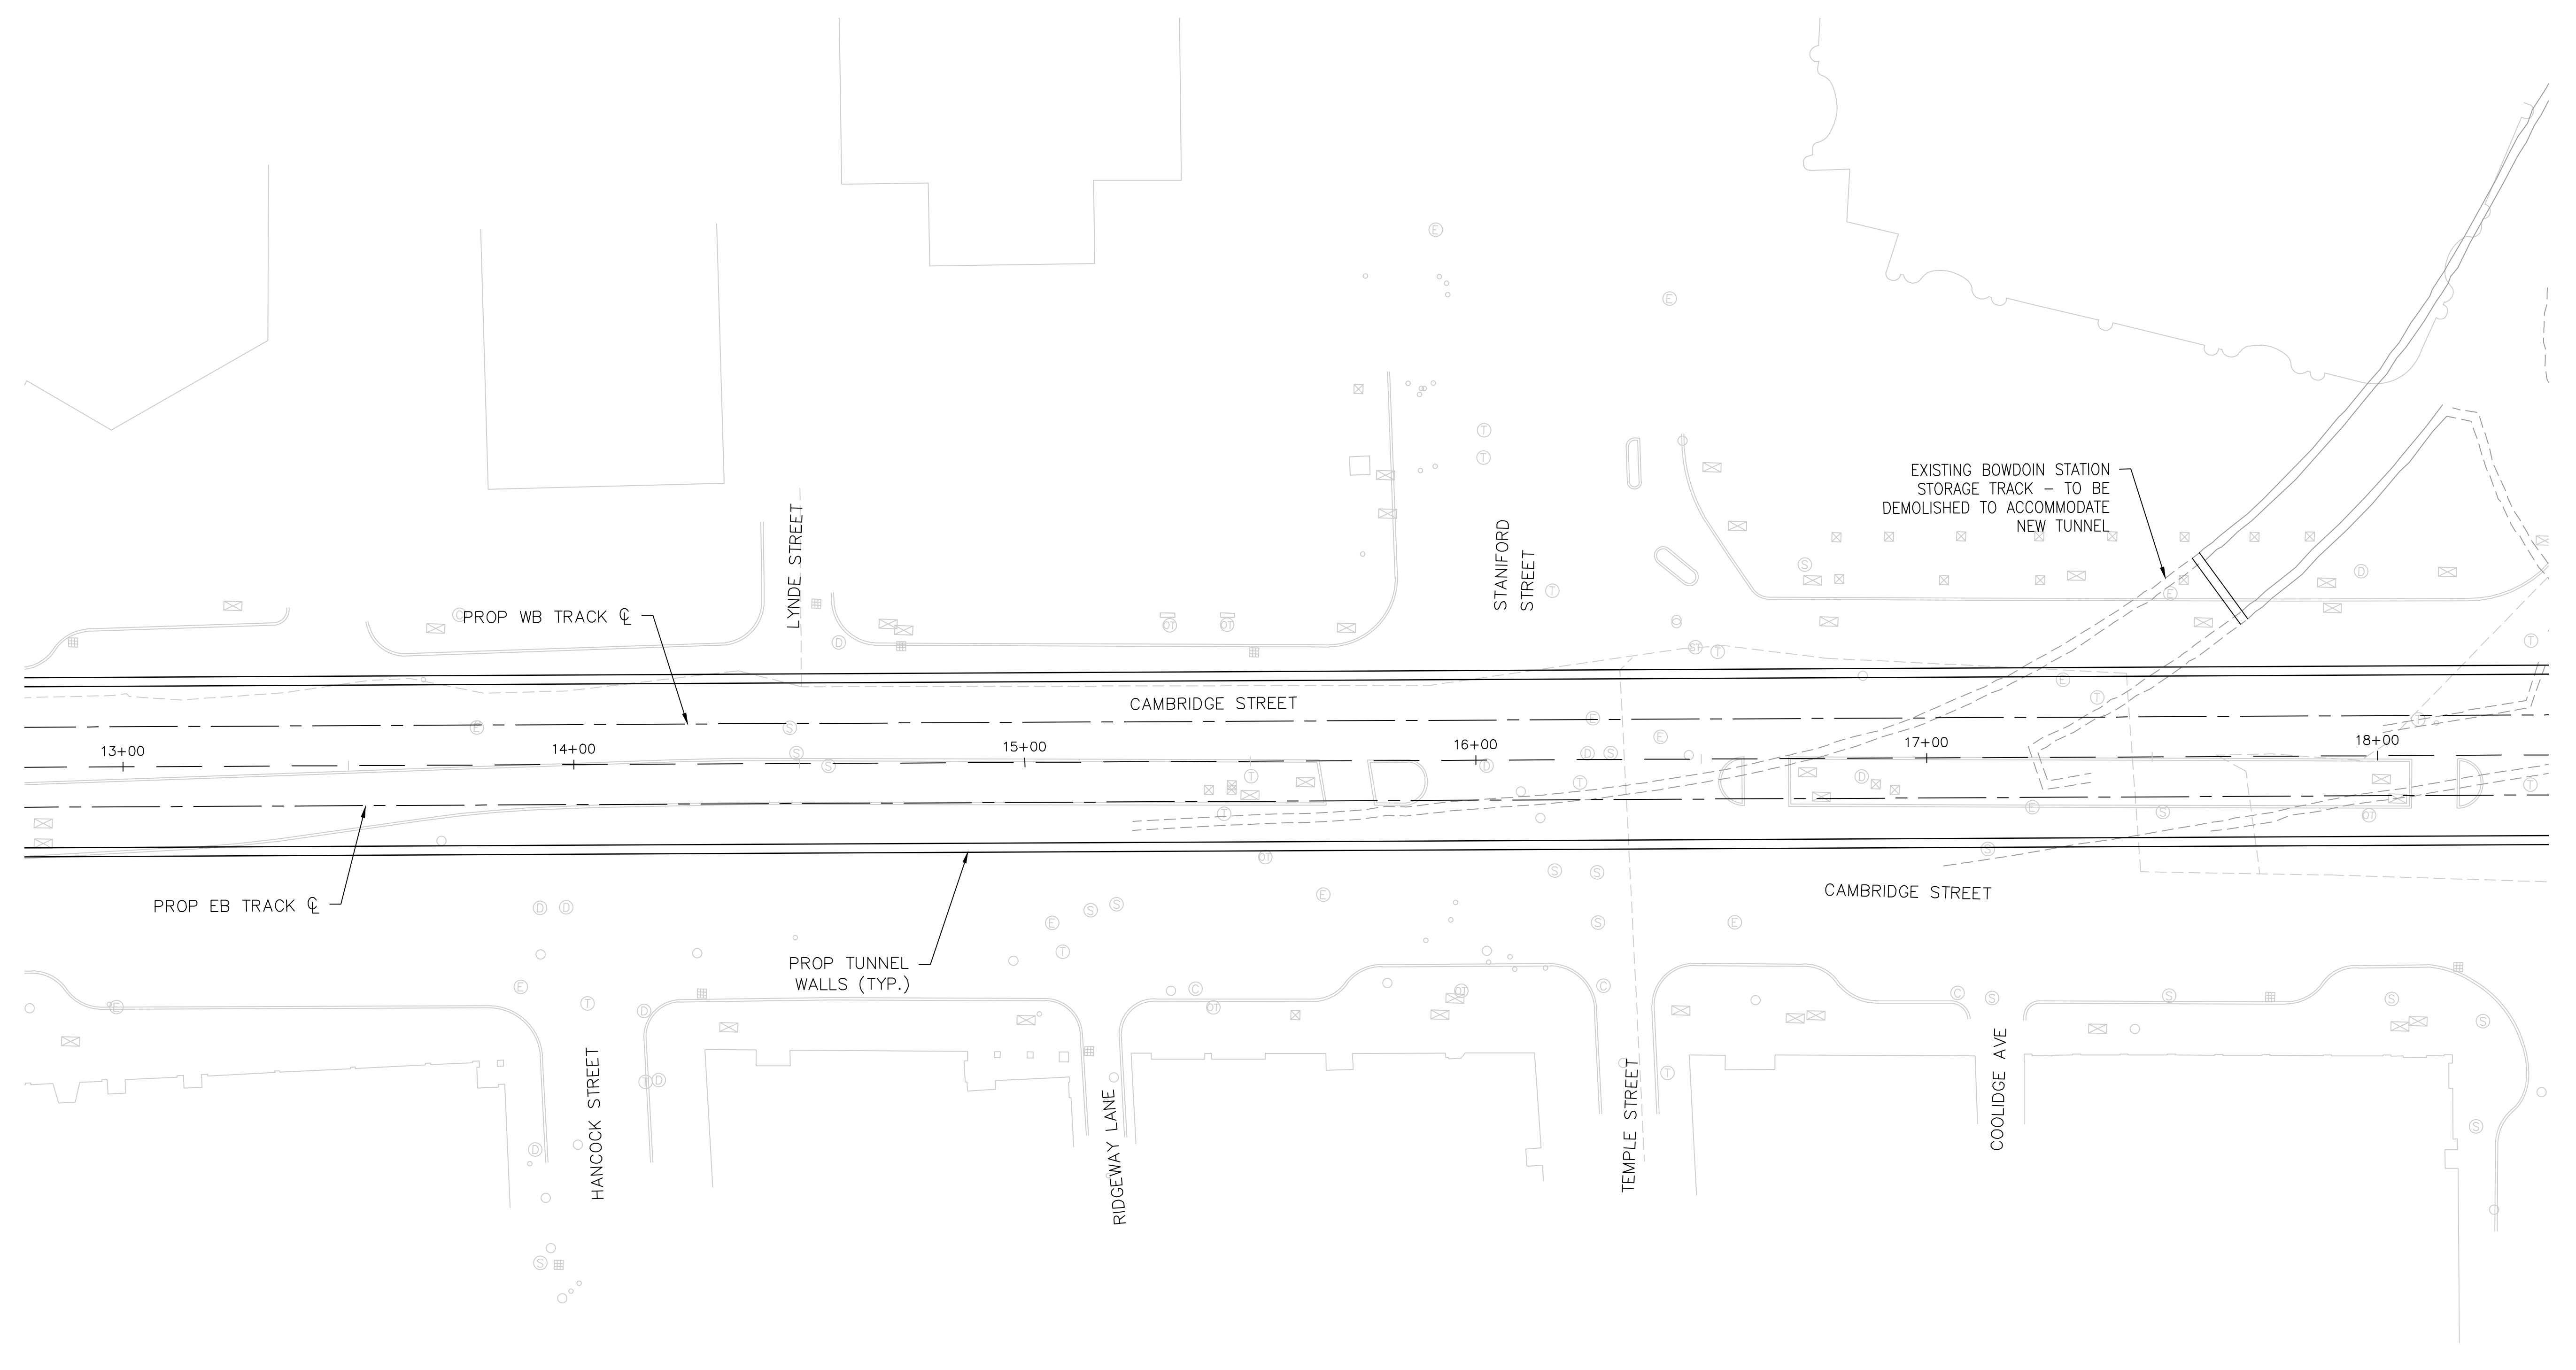 EXISTING BOWDOIN STATION
STORAGE TRACK – TO BE
DEMOLISHED TO ACCOMMODATE
NEW TUNNEL
LYNDE STREET
STANIFORD
STREET
PROP WB TRACK ℄
CAMBRIDGE STREET
13+00
14+00
15+00
16+00
17+00
18+00
PROP EB TRACK ℄
CAMBRIDGE STREET
PROP TUNNEL
WALLS (TYP.)
HANCOCK STREET
RIDGEWAY LANE
TEMPLE STREET
COOLIDGE AVE